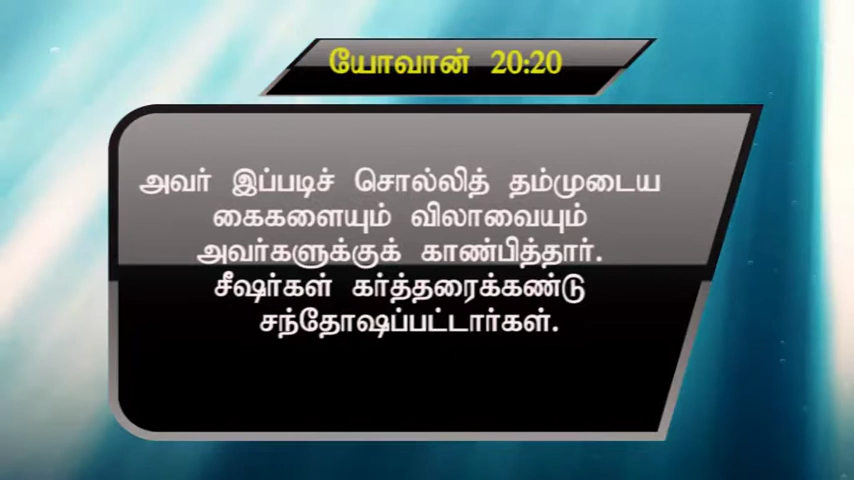 யோவான் 20:20
அவர் இப்படிச் சொல்லித் தம்முடைய
கைகளையும் விலாவையும்
அவர்களுக்குக் காண்பித்தார்.
சீஷர்கள் கர்த்தரைக்கண்டு
சந்தோஷப்பட்டார்கள்.